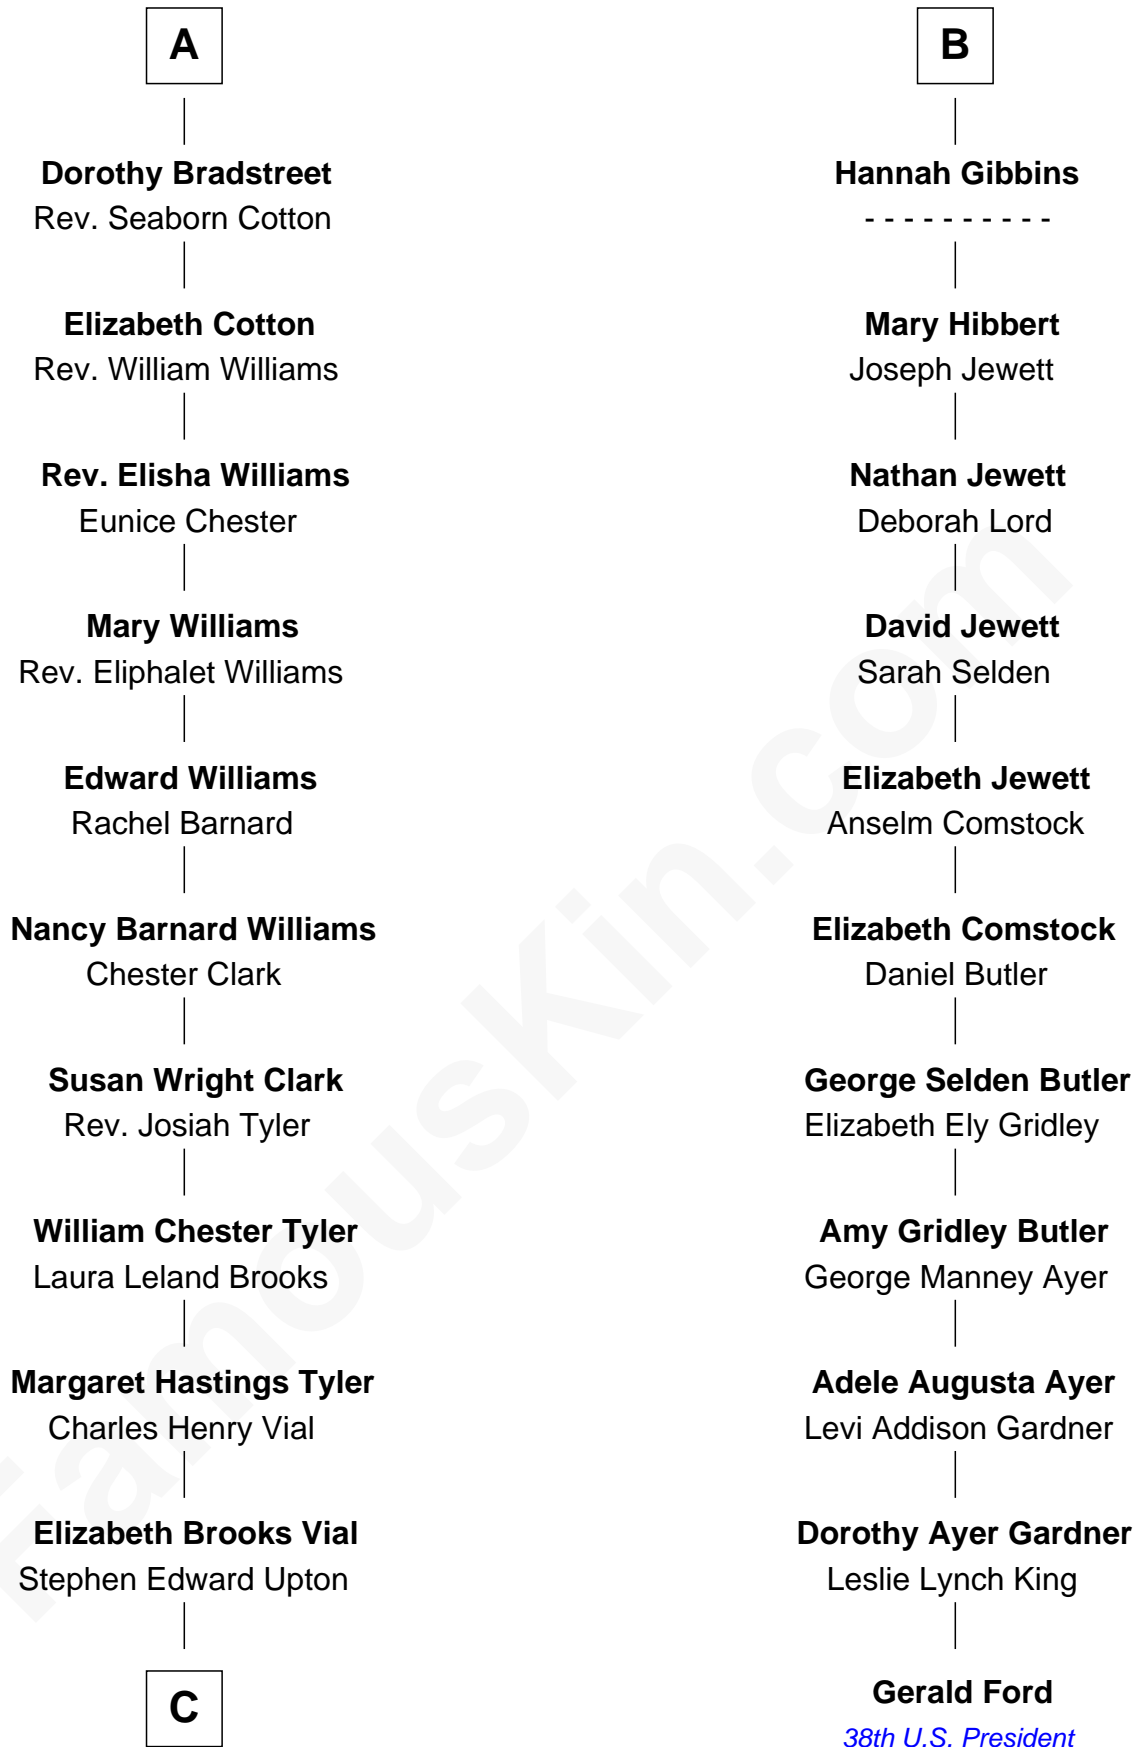 A
Dorothy Bradstreet
Rev. Seaborn Cotton
Elizabeth Cotton
Rev. William Williams
Rev. Elisha Williams
Eunice Chester
Mary Williams
Rev. Eliphalet Williams
Edward Williams
Rachel Barnard
Nancy Barnard Williams
Chester Clark
Susan Wright Clark
Rev. Josiah Tyler
William Chester Tyler
Laura Leland Brooks
Margaret Hastings Tyler
Charles Henry Vial
Elizabeth Brooks Vial
Stephen Edward Upton
C
B
Hannah Gibbins
- - - - - - - - - -
Mary Hibbert
Joseph Jewett
Nathan Jewett
Deborah Lord
David Jewett
Sarah Selden
Elizabeth Jewett
Anselm Comstock
Elizabeth Comstock
Daniel Butler
George Selden Butler
Elizabeth Ely Gridley
Amy Gridley Butler
George Manney Ayer
Adele Augusta Ayer
Levi Addison Gardner
Dorothy Ayer Gardner
Leslie Lynch King
Gerald Ford
38th U.S. President
FamousKin.com